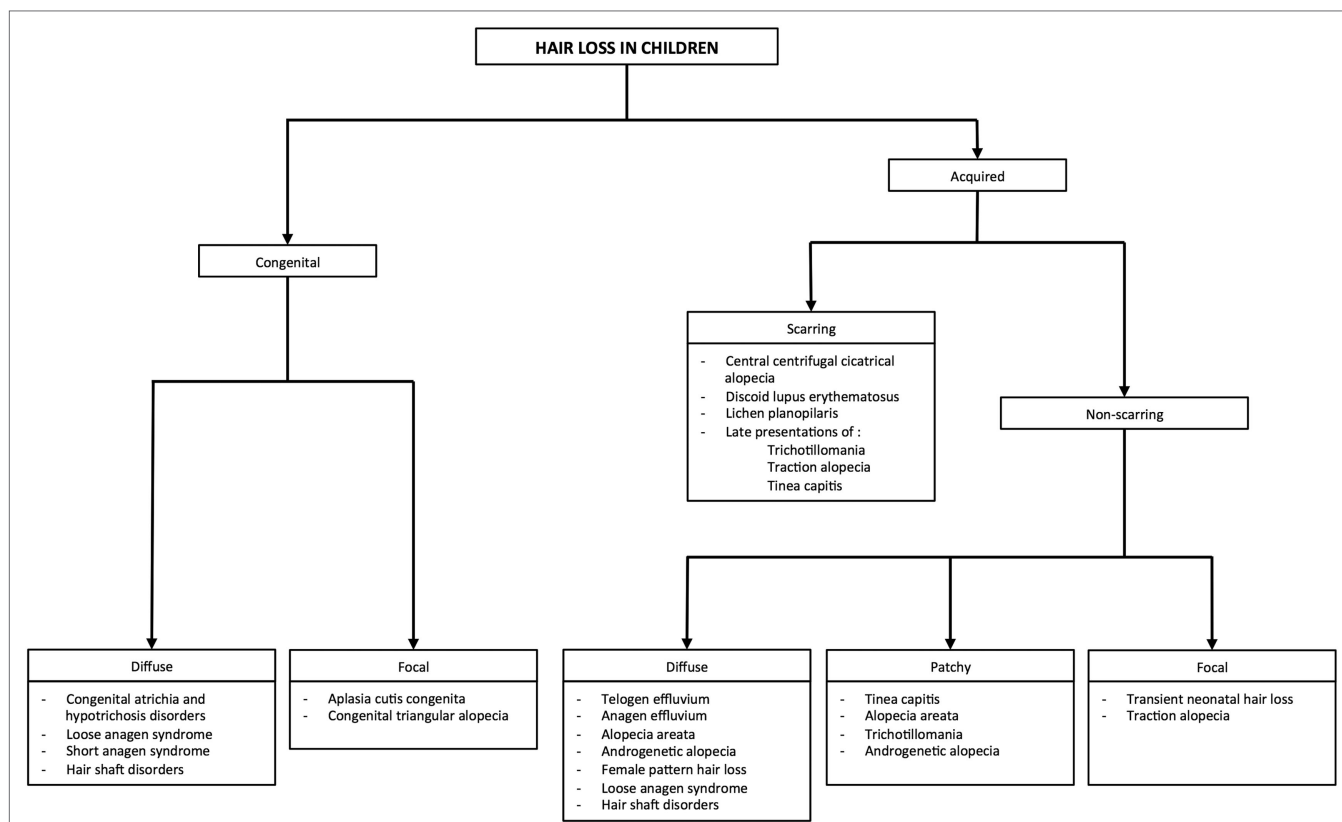 HAIR LOSS IN CHILDREN
Acquired
Congenital
Scarring
- Central centrifugal cicatrical
alopecia
- Discoid lupus erythematosus
- Lichen planopilaris
- Late presentations of :
Trichotillomania
Traction alopecia
Tinea capitis
Non-scarring
Diffuse
- Congenital atrichia and
hypotrichosis disorders
- Loose anagen syndrome
- Short anagen syndrome
- Hair shaft disorders
Focal
- Aplasia cutis congenita
- Congenital triangular alopecia
Diffuse
- Telogen effluvium
- Anagen effluvium
- Alopecia areata
- Androgenetic alopecia
- Female pattern hair loss
- Loose anagen syndrome
- Hair shaft disorders
Patchy
- Tinea capitis
- Alopecia areata
- Trichotillomania
- Androgenetic alopecia
Focal
- Transient neonatal hair loss
- Traction alopecia